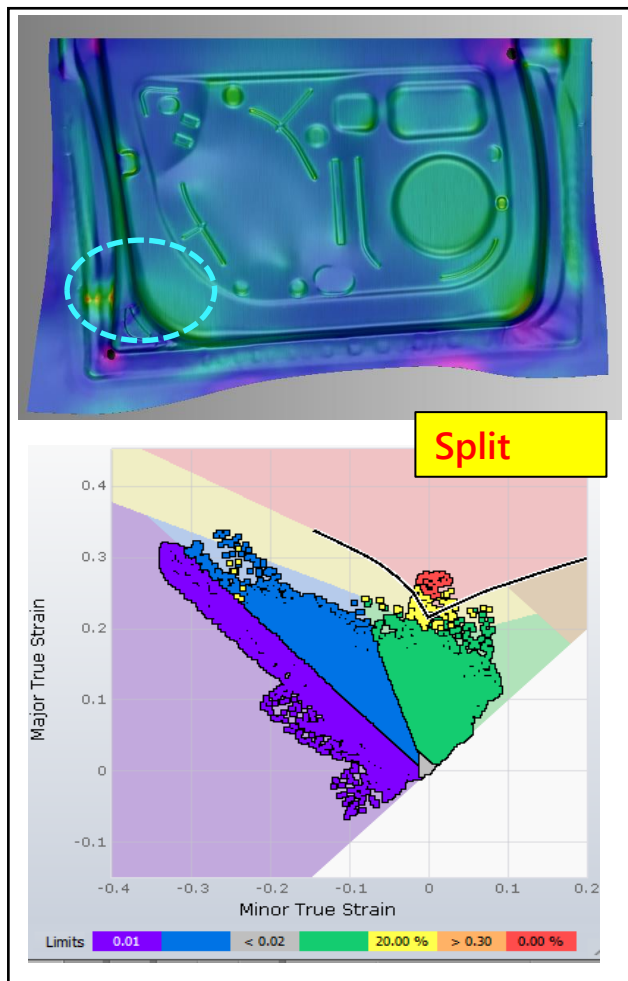 Split
0.4
0.3
0.2
0.1
0
-0.1
Major True Strain
-0.4 -0.3 -0.2 -0.1 0 0.1 0.2
Minor True Strain
Limits 0.01 < 0.02 20.00 % > 0.30 0.00 %